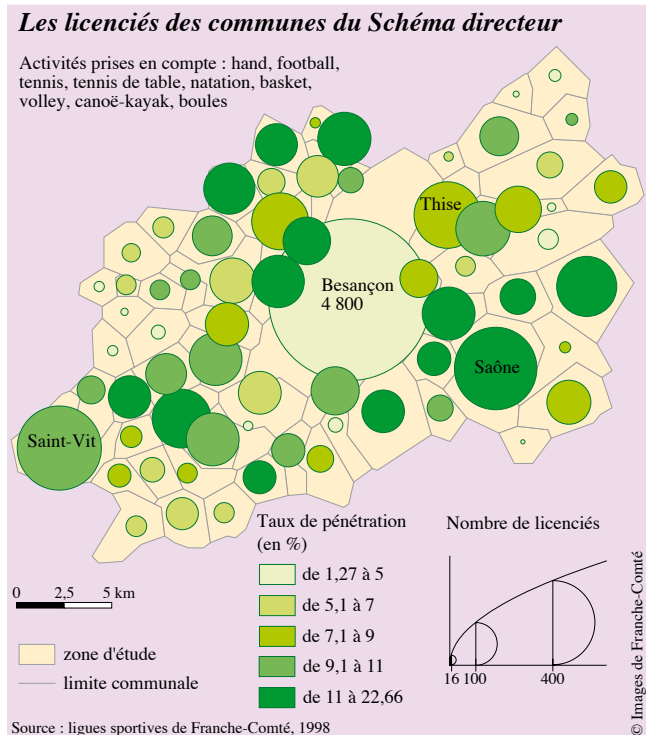 Les licenciés des communes du Schéma directeur
Activités prises en compte : hand, football,
tennis, tennis de table, natation, basket,
volley, canoë-kayak, boules
Thise
Besançon
4 800
Saône
Saint-Vit
Taux de pénétration
(en %)
de 1,27 à 5
de 5,1 à 7
de 7,1 à 9
de 9,1 à 11
de 11 à 22,66
Nombre de licenciés
16 100 400
0 2,5 5 km
zone d'étude
limite communale
Source : ligues sportives de Franche-Comté, 1998
© Images de Franche-Comté